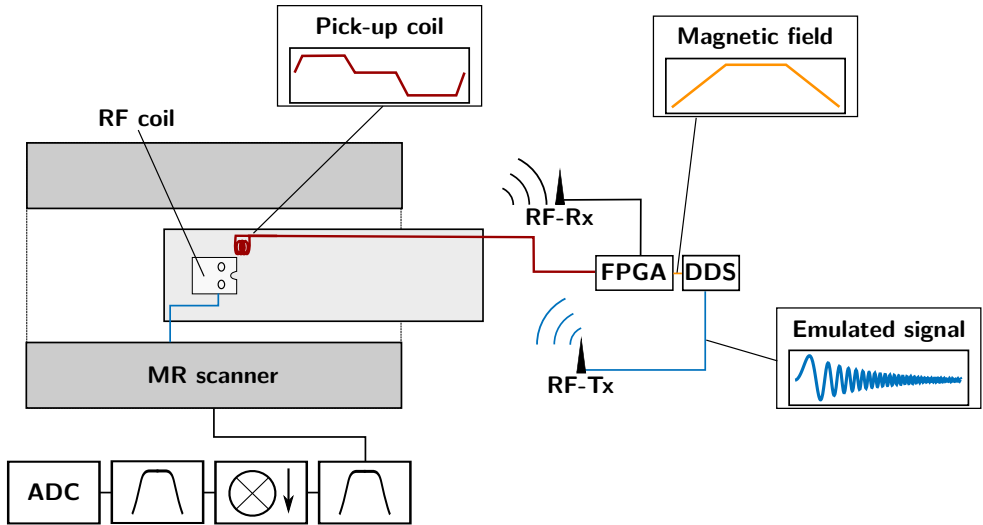 Pick-up coil
Magnetic field
RF coil
RF-Rx
FPGA
DDS
Emulated signal
MR scanner
RF-Tx
ADC